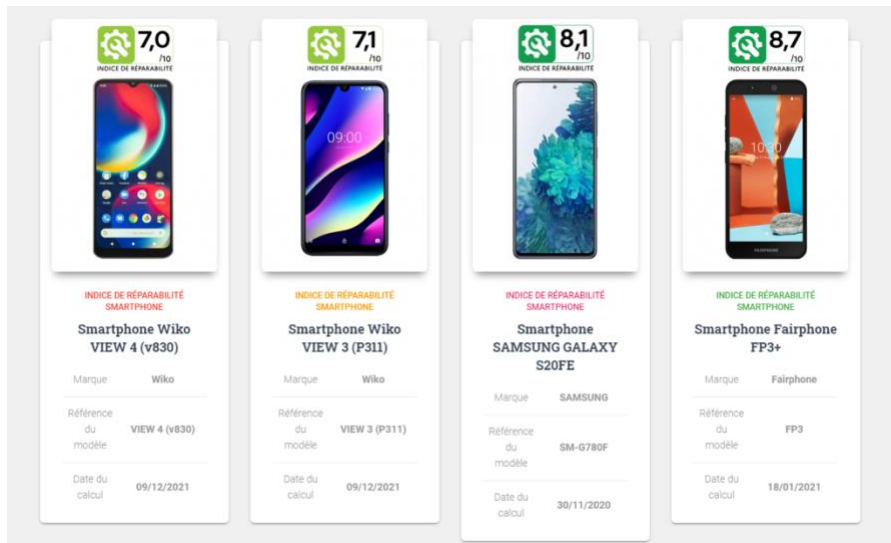 7,0
/10
INDICE DE RÉPARABILITÉ
INDICE DE RÉPARABILITÉ
SMARTPHONE
Smartphone Wiko
VIEW 4 (v830)
Marque Wiko
Référence
du
modèle
VIEW 4 (v830)
Date du
calcul
09/12/2021
7,1
/10
INDICE DE RÉPARABILITÉ
09:00
INDICE DE RÉPARABILITÉ
SMARTPHONE
Smartphone Wiko
VIEW 3 (P311)
Marque Wiko
Référence
du
modèle
VIEW 3 (P311)
Date du
calcul
09/12/2021
8,1
/10
INDICE DE RÉPARABILITÉ
INDICE DE RÉPARABILITÉ
SMARTPHONE
Smartphone
SAMSUNG GALAXY
S20FE
Marque SAMSUNG
Référence
du
modèle
SM-G780F
Date du
calcul
30/11/2020
8,7
/10
INDICE DE RÉPARABILITÉ
FAIRPHONE
INDICE DE RÉPARABILITÉ
SMARTPHONE
Smartphone Fairphone
FP3+
Marque Fairphone
Référence
du
modèle
FP3
Date du
calcul
18/01/2021